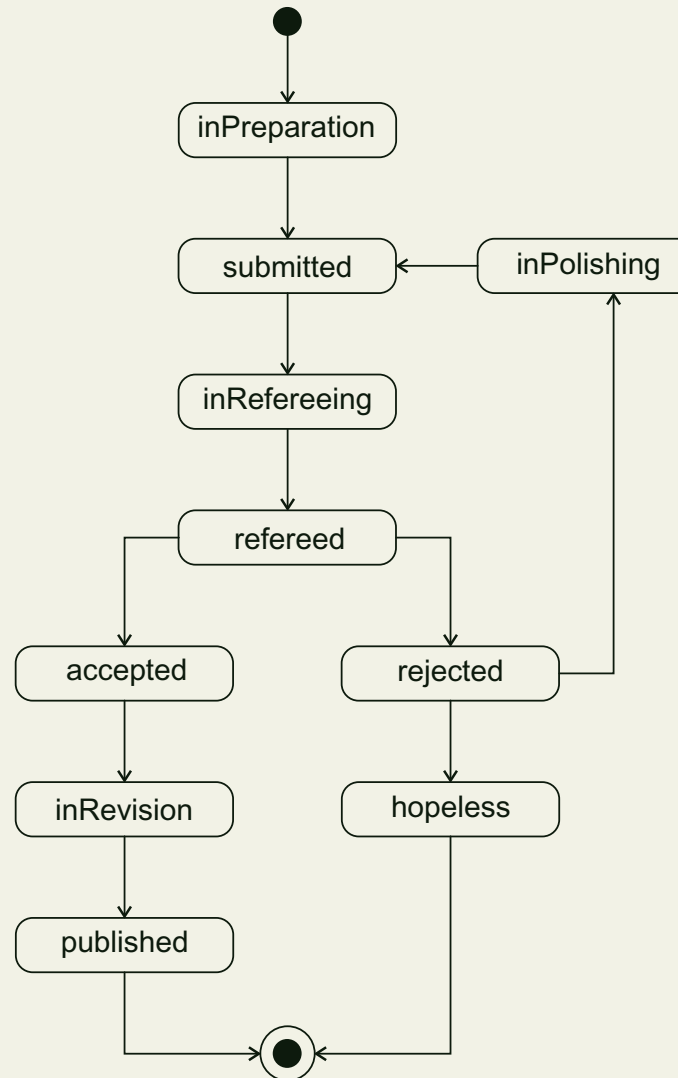 inPreparation
submitted
inPolishing
inRefereeing
refereed
accepted
rejected
inRevision
hopeless
published